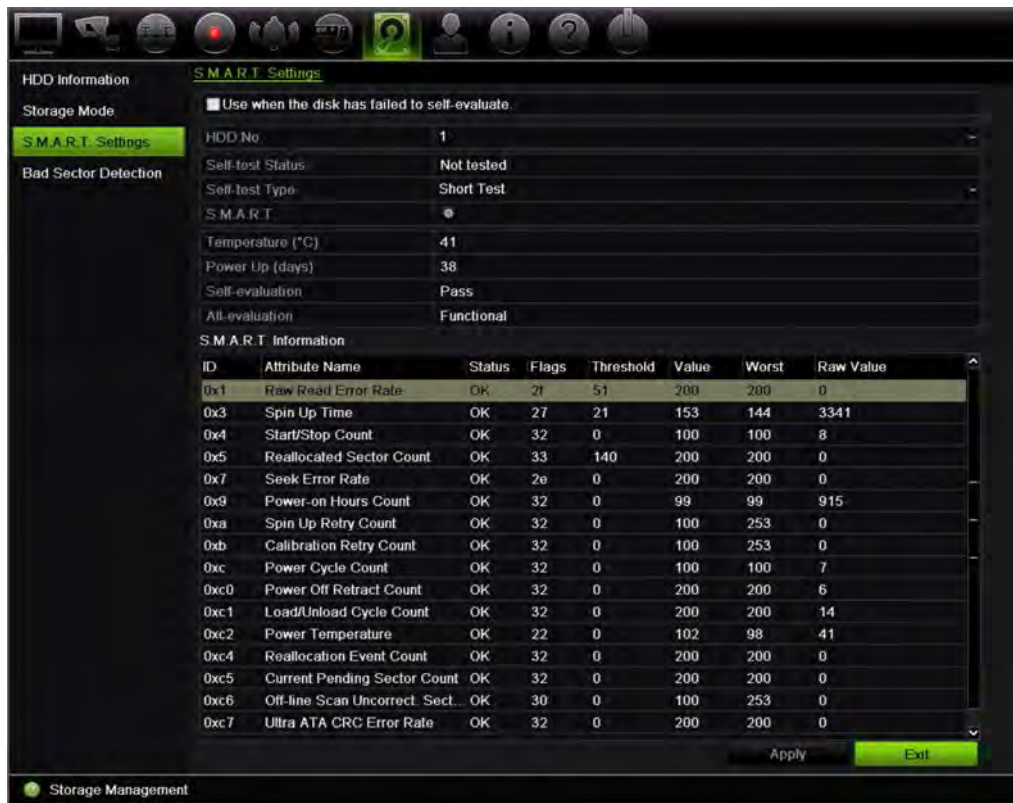 HDD Information
Storage Mode
S.M.A.R.T. Settings
Bad Sector Detection
S.M.A.R.T. Settings
Use when the disk has failed to self-evaluate.
HDD No. 1
Self-test Status Not tested
Self-test Type Short Test
S.M.A.R.T.
Temperature (°C) 41
Power Up (days) 38
Self-evaluation Pass
All-evaluation Functional
S.M.A.R.T. Information
ID Attribute Name Status Flags Threshold Value Worst Raw Value
0x1 Raw Read Error Rate OK 2f 51 200 200 0
0x3 Spin Up Time OK 27 21 153 144 3341
0x4 Start/Stop Count OK 32 0 100 100 8
0x5 Reallocated Sector Count OK 33 140 200 200 0
0x7 Seek Error Rate OK 2e 0 200 200 0
0x9 Power-on Hours Count OK 32 0 99 99 915
0xa Spin Up Retry Count OK 32 0 100 253 0
0xb Calibration Retry Count OK 32 0 100 253 0
0xc Power Cycle Count OK 32 0 100 100 7
0xc0 Power Off Retract Count OK 32 0 200 200 6
0xc1 Load/Unload Cycle Count OK 32 0 200 200 14
0xc2 Power Temperature OK 22 0 102 98 41
0xc4 Reallocation Event Count OK 32 0 200 200 0
0xc5 Current Pending Sector Count OK 32 0 200 200 0
0xc6 Off-line Scan Uncorrect. Sect... OK 30 0 100 253 0
0xc7 Ultra ATA CRC Error Rate OK 32 0 200 200 0
Apply Exit
Storage Management